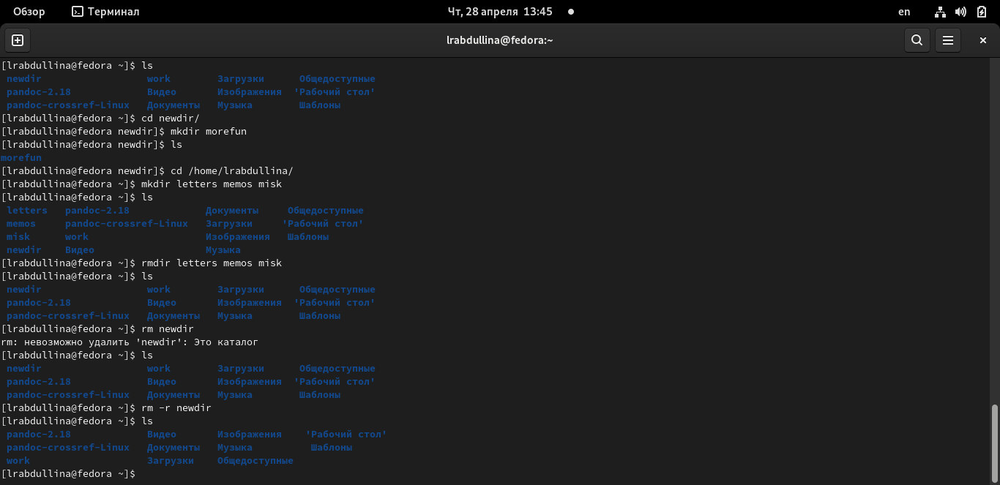 Обзор Терминал Чт, 28 апреля 13:45 en
lrabdullina@fedora:~
[lrabdullina@fedora ~]$ ls
newdir work Загрузки Общедоступные
pandoc-2.18 Видео Изображения 'Рабочий стол'
pandoc-crossref-Linux Документы Музыка Шаблоны
[lrabdullina@fedora ~]$ cd newdir/
[lrabdullina@fedora newdir]$ mkdir morefun
[lrabdullina@fedora newdir]$ ls
morefun
[lrabdullina@fedora newdir]$ cd /home/lrabdullina/
[lrabdullina@fedora ~]$ mkdir letters memos misk
[lrabdullina@fedora ~]$ ls
letters pandoc-2.18 Документы Общедоступные
memos pandoc-crossref-Linux Загрузки 'Рабочий стол'
misk work Изображения Шаблоны
newdir Видео Музыка
[lrabdullina@fedora ~]$ rmdir letters memos misk
[lrabdullina@fedora ~]$ ls
newdir work Загрузки Общедоступные
pandoc-2.18 Видео Изображения 'Рабочий стол'
pandoc-crossref-Linux Документы Музыка Шаблоны
[lrabdullina@fedora ~]$ rm newdir
rm: невозможно удалить 'newdir': Это каталог
[lrabdullina@fedora ~]$ ls
newdir work Загрузки Общедоступные
pandoc-2.18 Видео Изображения 'Рабочий стол'
pandoc-crossref-Linux Документы Музыка Шаблоны
[lrabdullina@fedora ~]$ rm -r newdir
[lrabdullina@fedora ~]$ ls
pandoc-2.18 Видео Изображения 'Рабочий стол'
pandoc-crossref-Linux Документы Музыка Шаблоны
work Загрузки Общедоступные
[lrabdullina@fedora ~]$